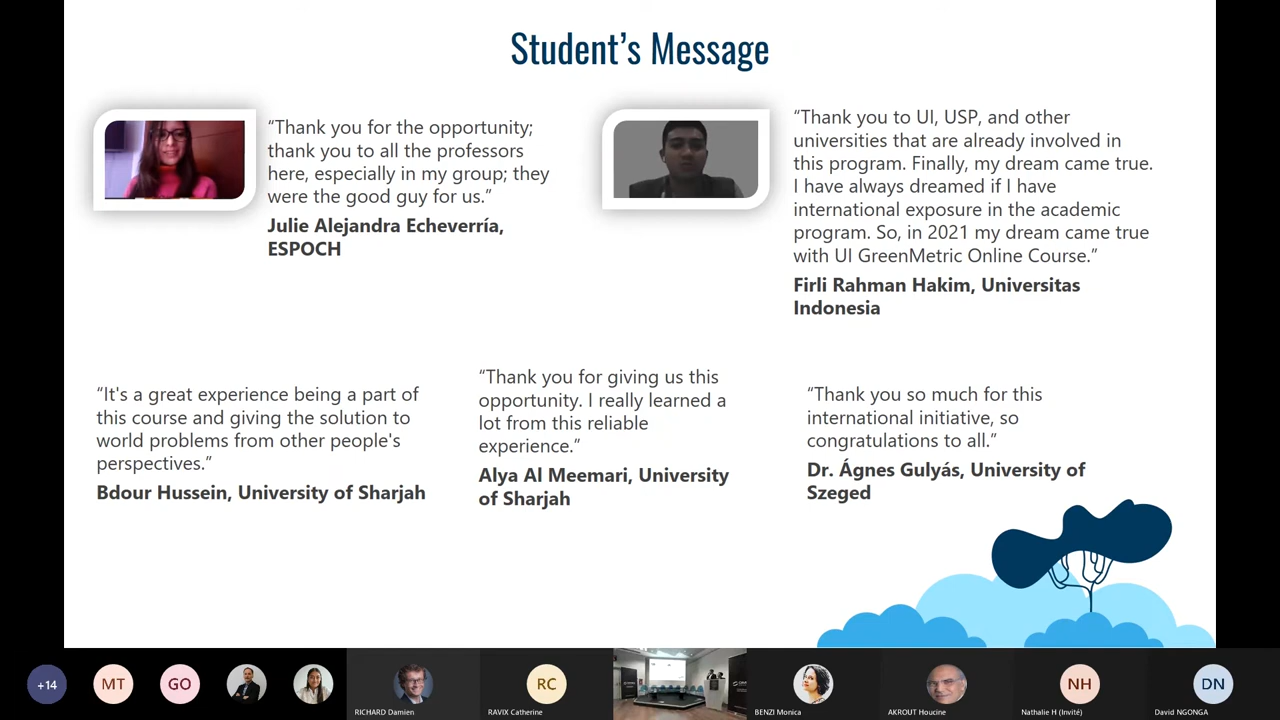 Student’s Message
“Thank you for the opportunity;
thank you to all the professors
here, especially in my group; they
were the good guy for us.”
Julie Alejandra Echeverría,
ESPOCH
“Thank you to UI, USP, and other
universities that are already involved in
this program. Finally, my dream came true.
I have always dreamed if I have
international exposure in the academic
program. So, in 2021 my dream came true
with UI GreenMetric Online Course.”
Firli Rahman Hakim, Universitas
Indonesia
“It's a great experience being a part of
this course and giving the solution to
world problems from other people's
perspectives.”
Bdour Hussein, University of Sharjah
“Thank you for giving us this
opportunity. I really learned a
lot from this reliable
experience.”
Alya Al Meemari, University
of Sharjah
“Thank you so much for this
international initiative, so
congratulations to all.”
Dr. Ágnes Gulyás, University of
Szeged
+14
MT
GO
RICHARD Damien
RC
RAVIX Catherine
BENZI Monica
AKROUT Houcine
NH
Nathalie H (Invité)
DN
David NGONGA